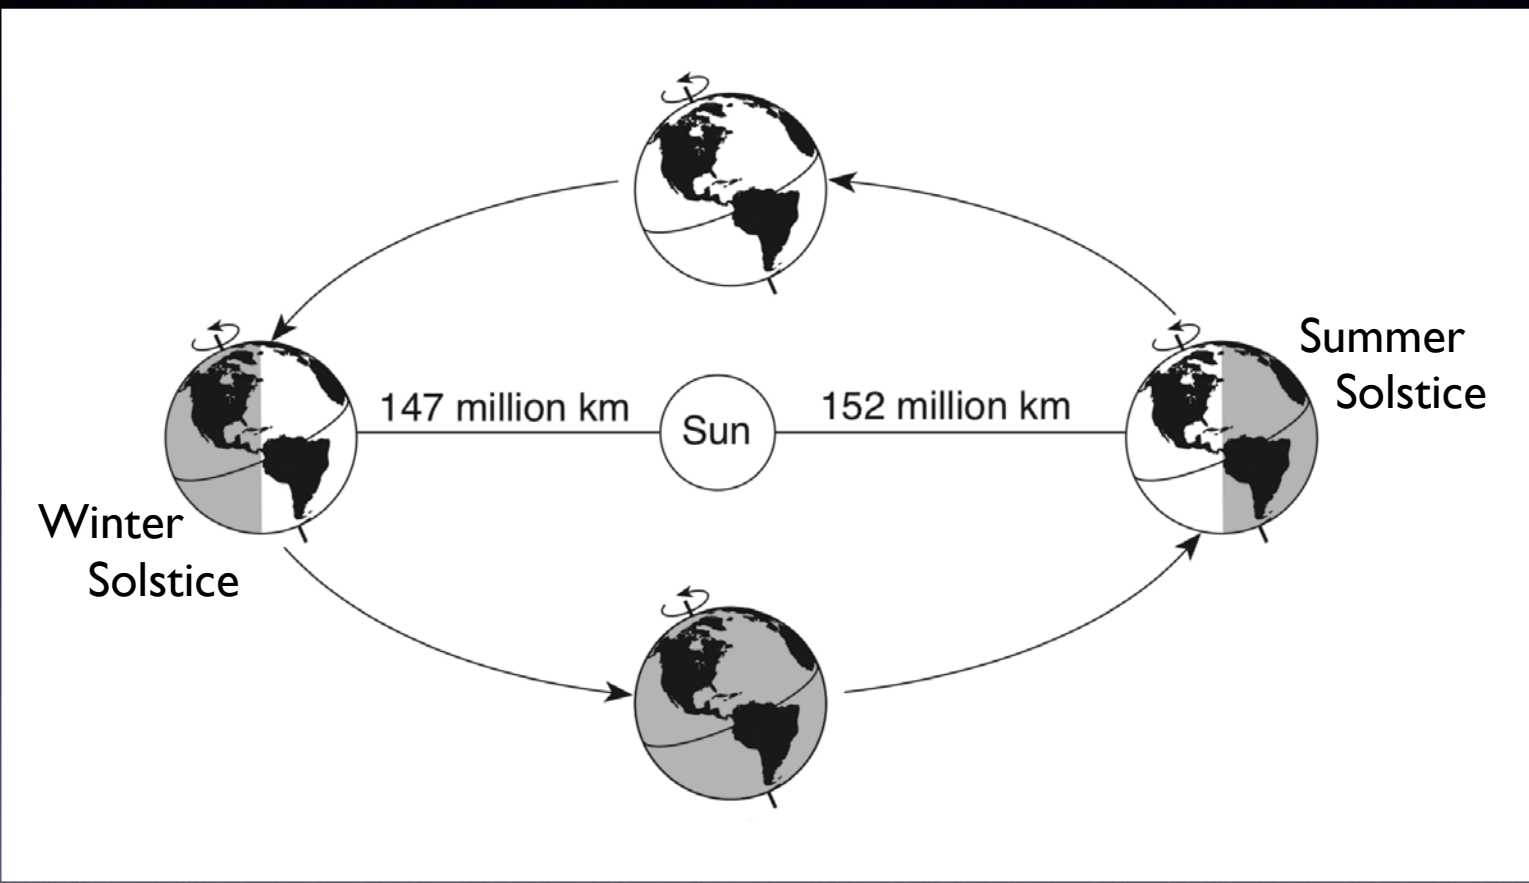 Summer
Solstice
147 million km
Sun
152 million km
Winter
Solstice